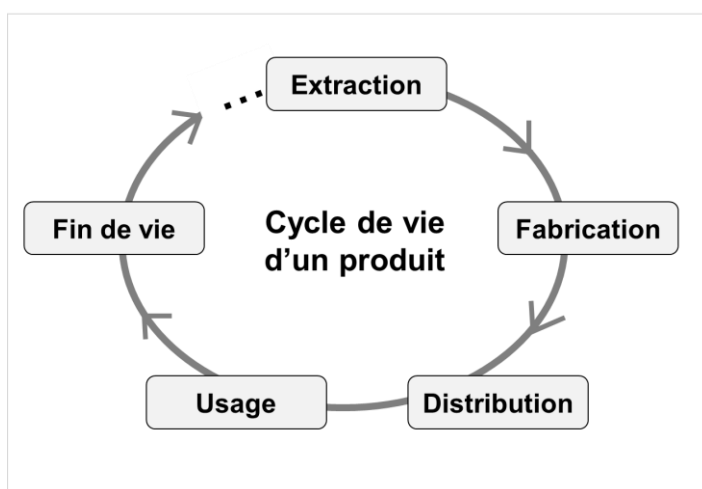 Extraction
Fabrication
Distribution
Usage
Fin de vie
Cycle de vie
d'un produit